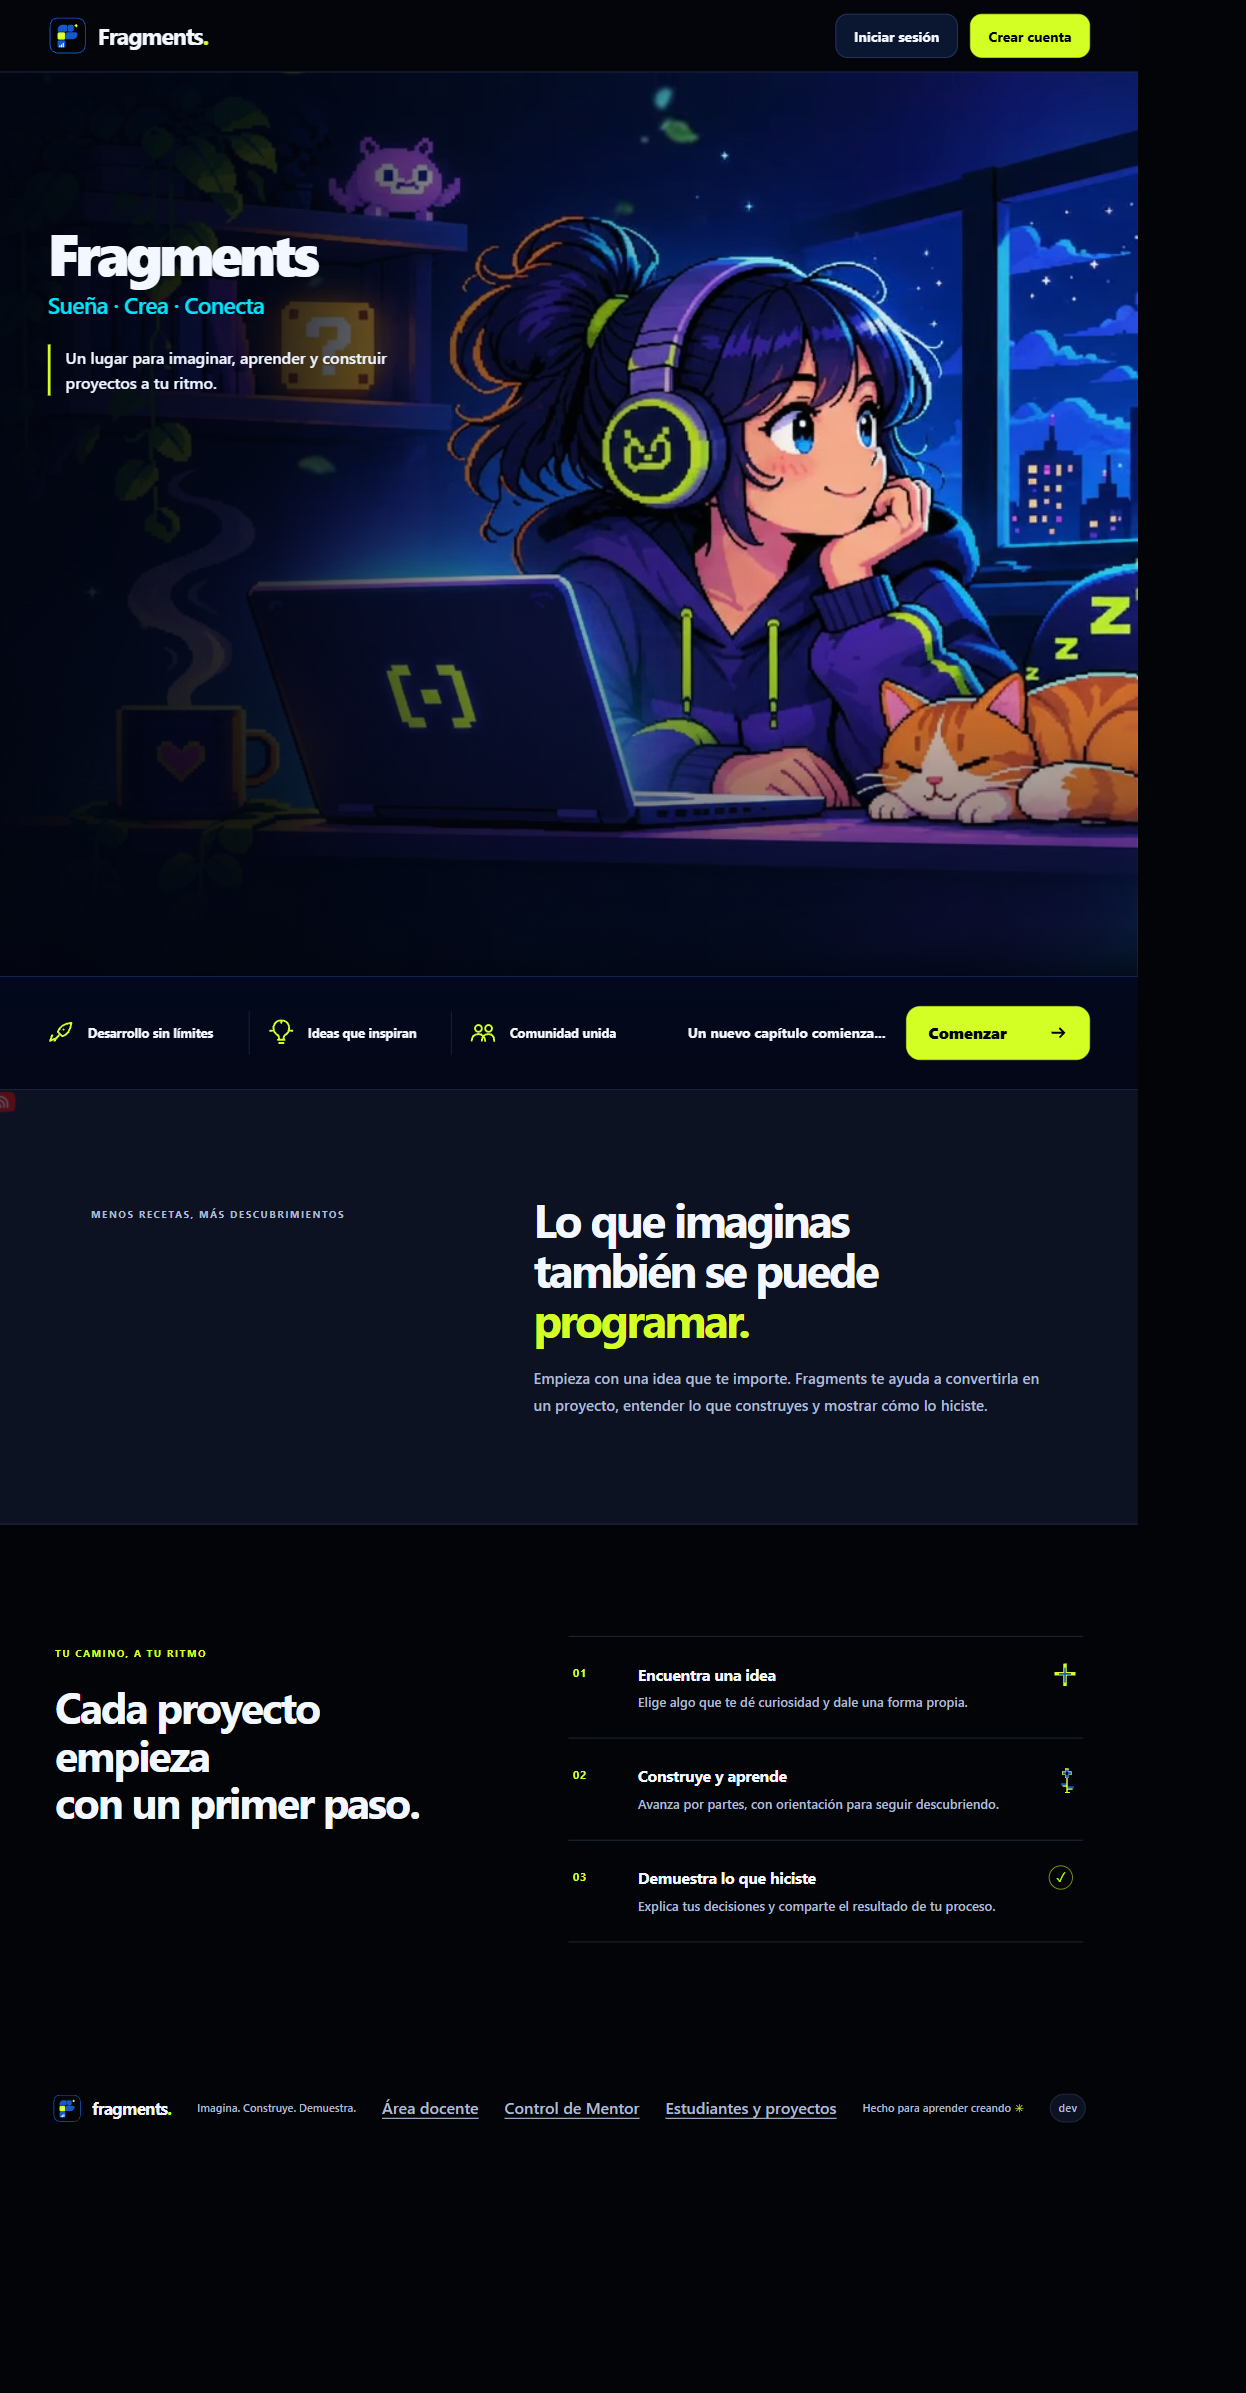 Fragments.
Iniciar sesión
Crear cuenta
Fragments
Sueña · Crea · Conecta
?
Un lugar para imaginar, aprender y construir
proyectos a tu ritmo.
z
z
Z
Desarrollo sin límites
Ideas que inspiran
Comunidad unida
Un nuevo capítulo comienza...
Comenzar →
MENOS RECETAS, MÁS DESCUBRIMIENTOS
Lo que imaginas
también se puede
programar.
Empieza con una idea que te importe. Fragments te ayuda a convertirla en
un proyecto, entender lo que construyes y mostrar cómo lo hiciste.
TU CAMINO, A TU RITMO
Cada proyecto
empieza
con un primer paso.
01
Encuentra una idea
Elige algo que te dé curiosidad y dale una forma propia.
02
Construye y aprende
Avanza por partes, con orientación para seguir descubriendo.
03
Demuestra lo que hiciste
Explica tus decisiones y comparte el resultado de tu proceso.
fragments.
Imagina. Construye. Demuestra.
Área docente
Control de Mentor
Estudiantes y proyectos
Hecho para aprender creando ✳
dev